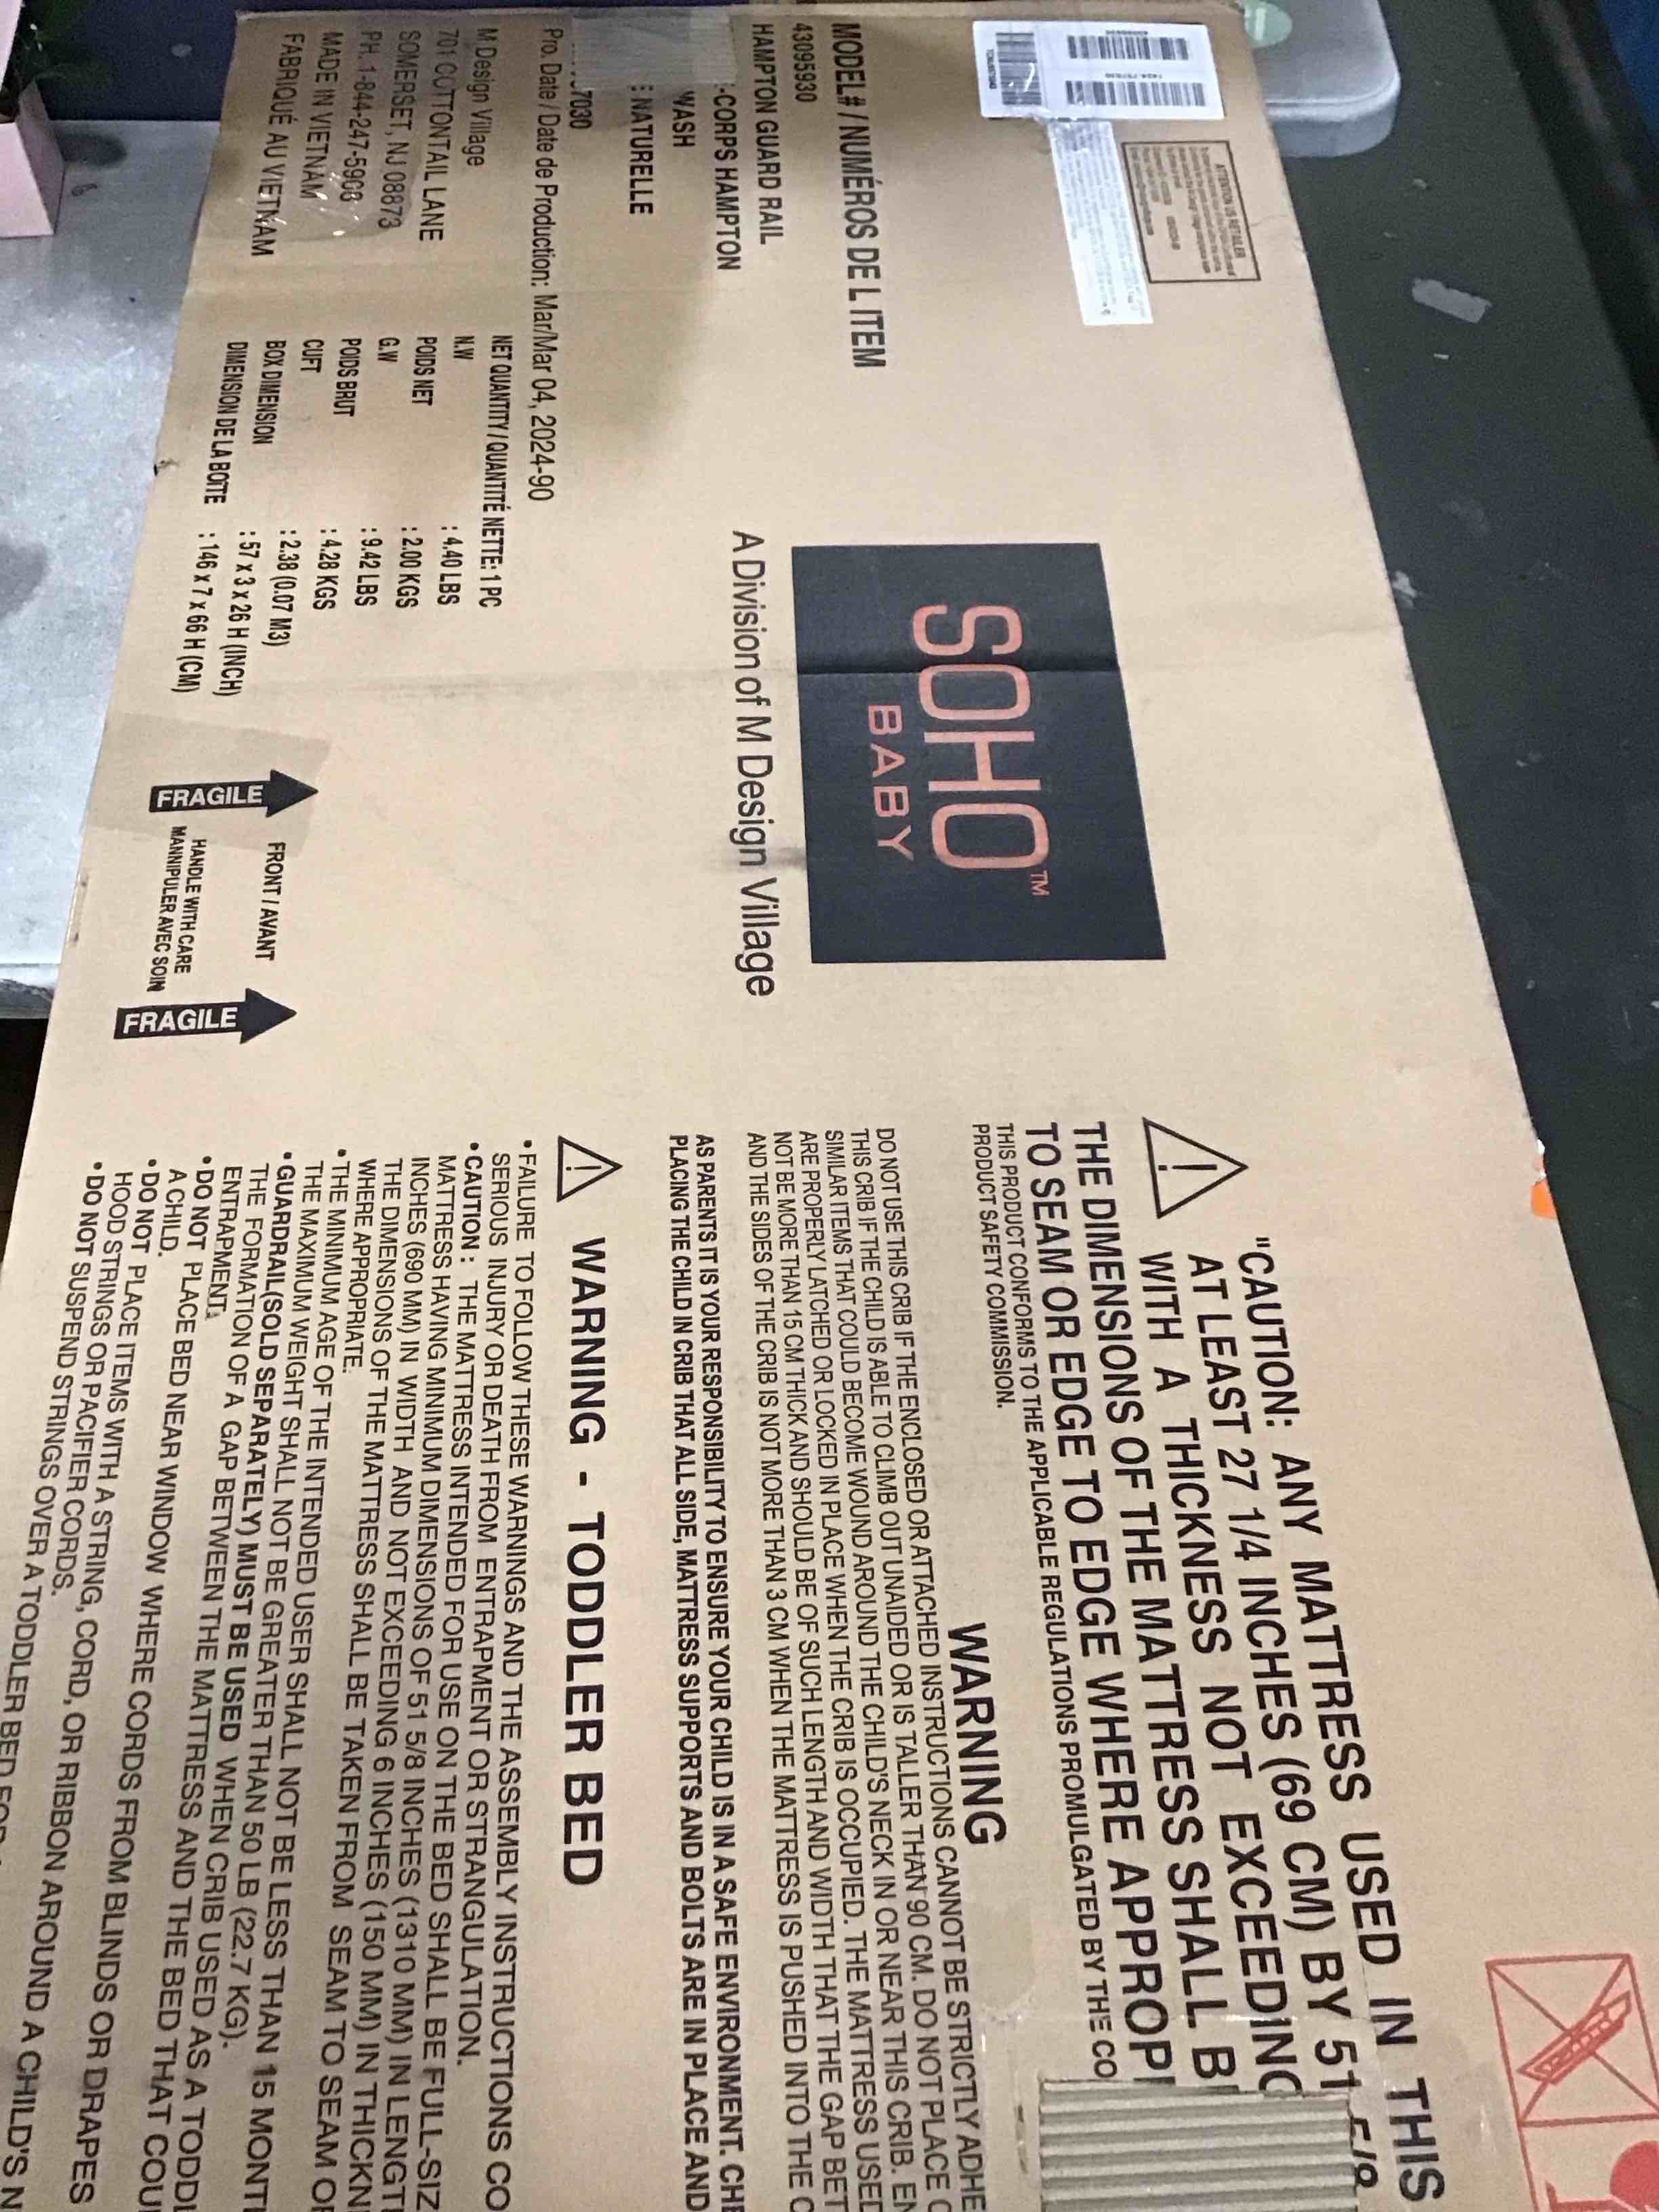 ATTENTION US RETAILER
MODEL# / NUMÉROS DE L ITEM
43095930
HAMPTON GUARD RAIL
-CORPS HAMPTON
WASH
: NATURELLE
7030
Pro. Date / Date de Production: Mar/Mar 04, 2024-90
M Design Village
701 COTTONTAIL LANE
SOMERSET, NJ 08873
PH. 1-844-247-5903
MADE IN VIETNAM
FABRIQUÉ AU VIETNAM
NET QUANTITY / QUANTITÉ NETTE: 1 PC
N.W : 4.40 LBS
POIDS NET : 2.00 KGS
G.W : 9.42 LBS
POIDS BRUT : 4.28 KGS
CUFT : 2.38 (0.07 M3)
BOX DIMENSION : 57 x 3 x 26 H (INCH)
DIMENSION DE LA BOITE : 146 x 7 x 66 H (CM)
SOHO™
BABY
A Division of M Design Village
FRAGILE
FRONT / AVANT
HANDLE WITH CARE
MANNIPULER AVEC SOIN
FRAGILE
"CAUTION: ANY MATTRESS USED IN THIS
AT LEAST 27 1/4 INCHES (69 CM) BY 51 5/8
WITH A THICKNESS NOT EXCEEDING
THE DIMENSIONS OF THE MATTRESS SHALL B
TO SEAM OR EDGE TO EDGE WHERE APPROP
THIS PRODUCT CONFORMS TO THE APPLICABLE REGULATIONS PROMULGATED BY THE CO
PRODUCT SAFETY COMMISSION.
WARNING
DO NOT USE THIS CRIB IF THE ENCLOSED OR ATTACHED INSTRUCTIONS CANNOT BE STRICTLY ADHE
THIS CRIB IF THE CHILD IS ABLE TO CLIMB OUT UNAIDED OR IS TALLER THAN 90 CM. DO NOT PLACE C
SIMILAR ITEMS THAT COULD BECOME WOUND AROUND THE CHILD'S NECK IN OR NEAR THIS CRIB. EN
ARE PROPERLY LATCHED OR LOCKED IN PLACE WHEN THE CRIB IS OCCUPIED. THE MATTRESS USED
NOT BE MORE THAN 15 CM THICK AND SHOULD BE OF SUCH LENGTH AND WIDTH THAT THE GAP BET
AND THE SIDES OF THE CRIB IS NOT MORE THAN 3 CM WHEN THE MATTRESS IS PUSHED INTO THE C
AS PARENTS IT IS YOUR RESPONSIBILITY TO ENSURE YOUR CHILD IS IN A SAFE ENVIRONMENT. CHE
PLACING THE CHILD IN CRIB THAT ALL SIDE, MATTRESS SUPPORTS AND BOLTS ARE IN PLACE AND
WARNING - TODDLER BED
•FAILURE TO FOLLOW THESE WARNINGS AND THE ASSEMBLY INSTRUCTIONS CO
SERIOUS INJURY OR DEATH FROM ENTRAPMENT OR STRANGULATION.
•CAUTION : THE MATTRESS INTENDED FOR USE ON THE BED SHALL BE FULL-SIZ
MATTRESS HAVING MINIMUM DIMENSIONS OF 51 5/8 INCHES (1310 MM) IN LENGT
INCHES (690 MM) IN WIDTH AND NOT EXCEEDING 6 INCHES (150 MM) IN THICKN
THE DIMENSIONS OF THE MATTRESS SHALL BE TAKEN FROM SEAM TO SEAM O
WHERE APPROPRIATE.
•THE MINIMUM AGE OF THE INTENDED USER SHALL NOT BE LESS THAN 15 MONT
THE MAXIMUM WEIGHT SHALL NOT BE GREATER THAN 50 LB (22.7 KG).
•GUARDRAIL(SOLD SEPARATELY) MUST BE USED WHEN CRIB USED AS A TODD
THE FORMATION OF A GAP BETWEEN THE MATTRESS AND THE BED THAT COU
ENTRAPMENT.
•DO NOT PLACE BED NEAR WINDOW WHERE CORDS FROM BLINDS OR DRAPES
A CHILD.
•DO NOT PLACE ITEMS WITH A STRING, CORD, OR RIBBON AROUND A CHILD'S N
HOOD STRINGS OR PACIFIER CORDS.
•DO NOT SUSPEND STRINGS OVER A TODDLER BED FOR